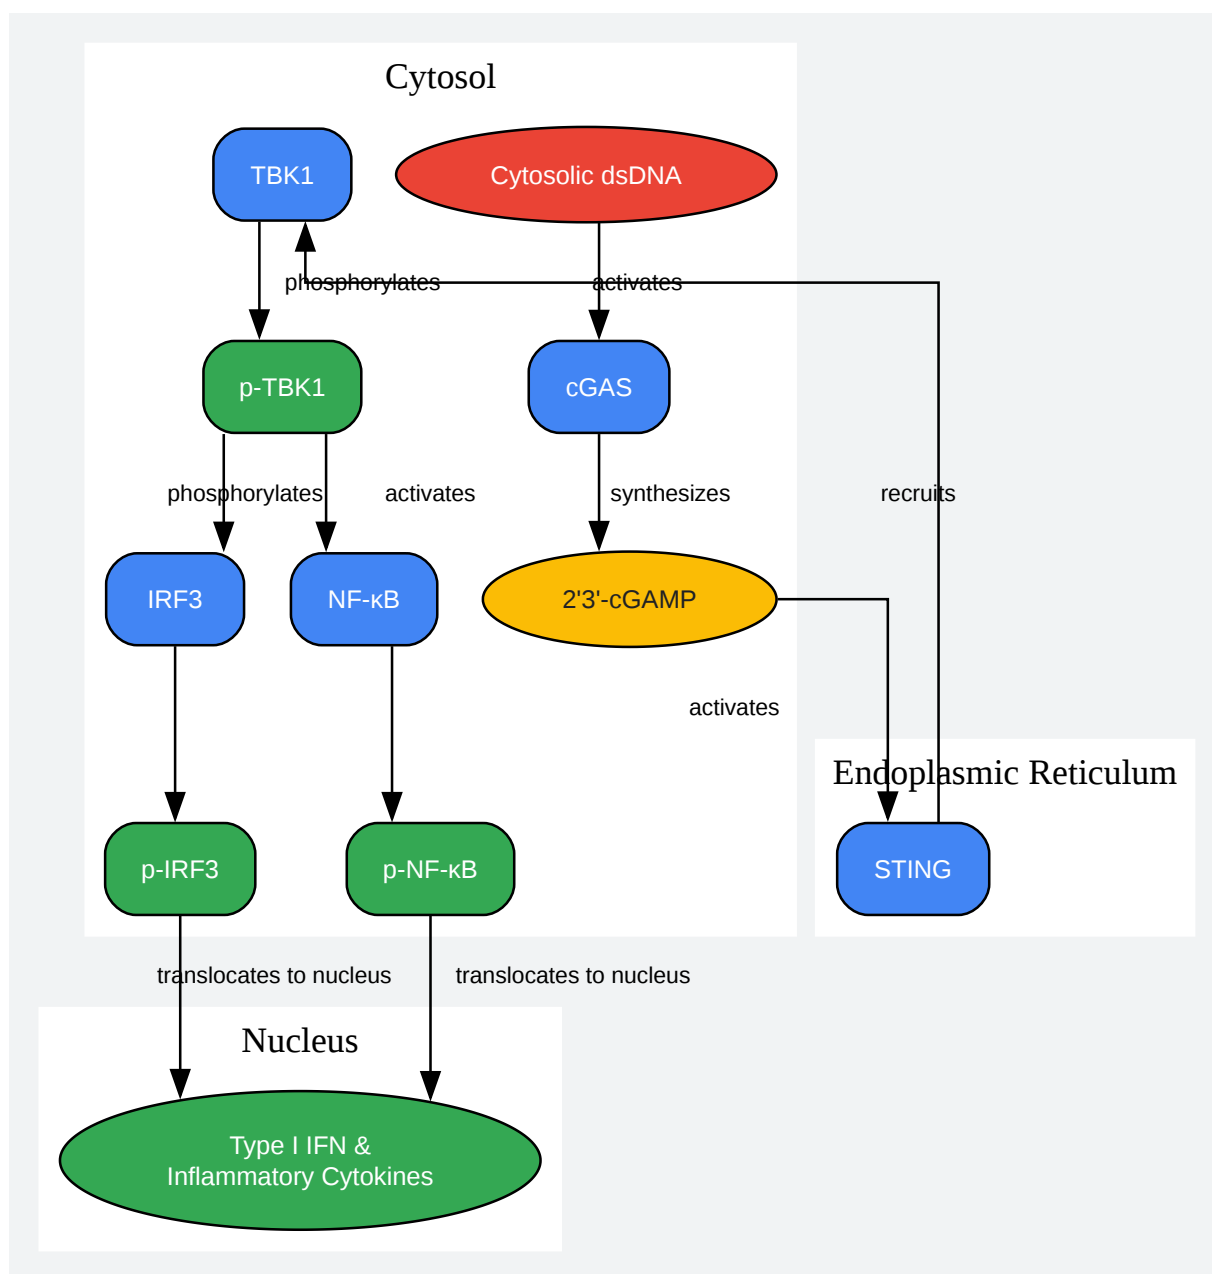 Cytosol
TBK1
Cytosolic dsDNA
phosphorylates
activates
p-TBK1
cGAS
phosphorylates
activates
synthesizes
recruits
IRF3
NF-κB
2'3'-cGAMP
activates
Endoplasmic Reticulum
p-IRF3
p-NF-κB
STING
translocates to nucleus
translocates to nucleus
Nucleus
Type I IFN &
Inflammatory Cytokines